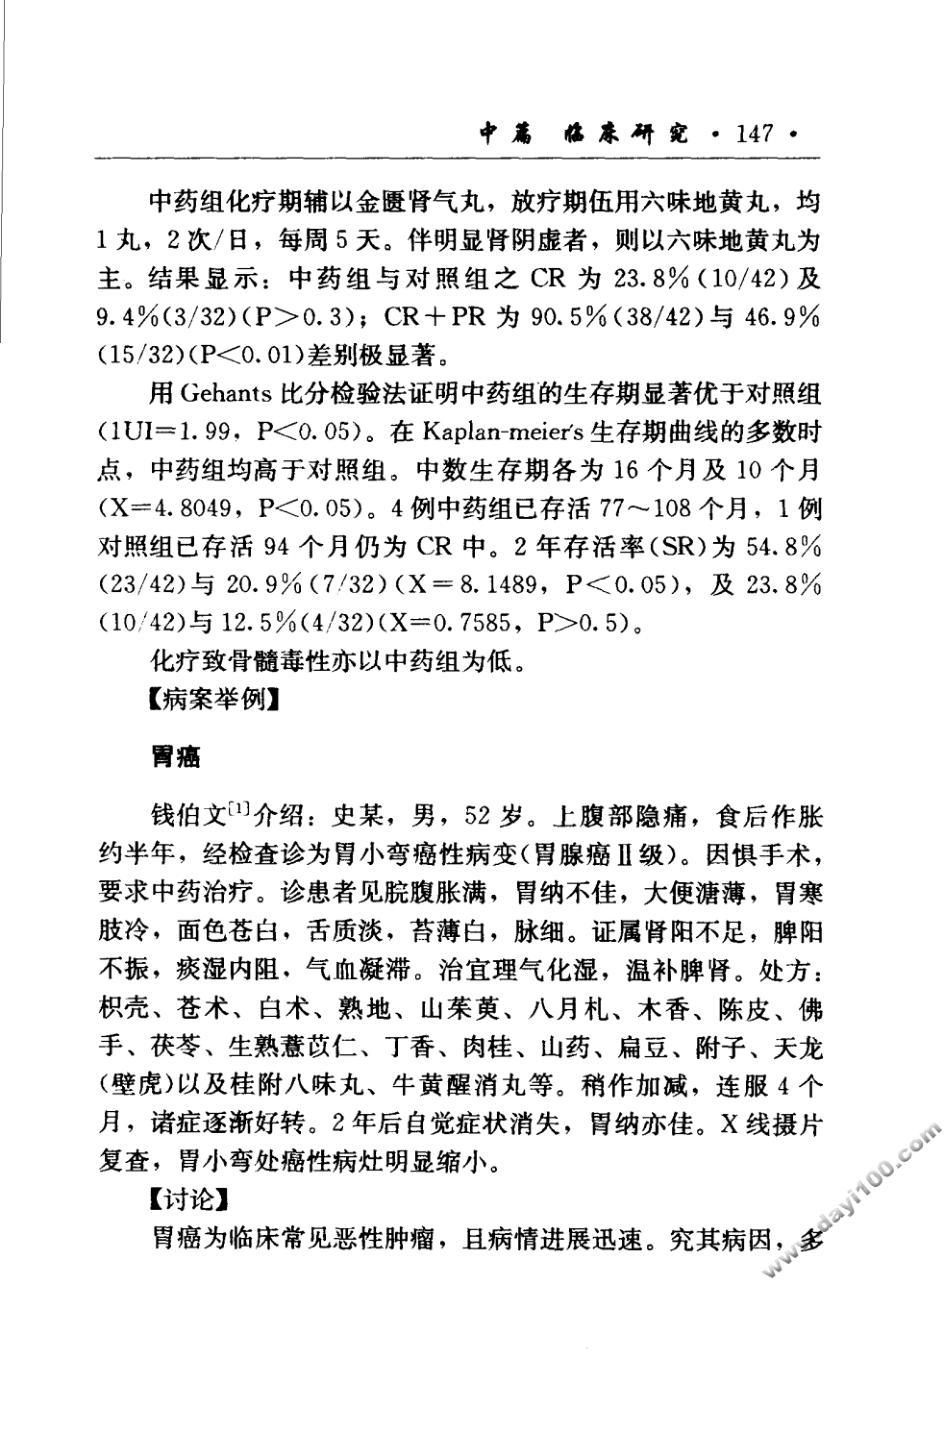 中篇 临床研究 · 147 ·
中药组化疗期辅以金匮肾气丸，放疗期伍用六味地黄丸，均
1 丸，2 次/日，每周 5 天。伴明显肾阴虚者，则以六味地黄丸为
主。结果显示：中药组与对照组之 CR 为 23.8%(10/42)及
9.4%(3/32)(P>0.3)；CR＋PR 为 90.5%(38/42)与 46.9%
(15/32)(P<0.01)差别极显著。
用 Gehants 比分检验法证明中药组的生存期显著优于对照组
(1UI=1.99，P<0.05)。在 Kaplan-meier's 生存期曲线的多数时
点，中药组均高于对照组。中数生存期各为 16 个月及 10 个月
(X=4.8049，P<0.05)。4 例中药组已存活 77～108 个月，1 例
对照组已存活 94 个月仍为 CR 中。2 年存活率(SR)为 54.8%
(23/42)与 20.9%(7/32)(X=8.1489，P<0.05)，及 23.8%
(10/42)与 12.5%(4/32)(X=0.7585，P>0.5)。
化疗致骨髓毒性亦以中药组为低。
【病案举例】
胃癌
钱伯文[1]介绍：史某，男，52 岁。上腹部隐痛，食后作胀
约半年，经检查诊为胃小弯癌性病变(胃腺癌Ⅱ级)。因惧手术，
要求中药治疗。诊患者见脘腹胀满，胃纳不佳，大便溏薄，胃寒
肢冷，面色苍白，舌质淡，苔薄白，脉细。证属肾阳不足，脾阳
不振，痰湿内阻，气血凝滞。治宜理气化湿，温补脾肾。处方：
枳壳、苍术、白术、熟地、山茱萸、八月札、木香、陈皮、佛
手、茯苓、生熟薏苡仁、丁香、肉桂、山药、扁豆、附子、天龙
(壁虎)以及桂附八味丸、牛黄醒消丸等。稍作加减，连服 4 个
月，诸症逐渐好转。2 年后自觉症状消失，胃纳亦佳。X 线摄片
复查，胃小弯处癌性病灶明显缩小。
【讨论】
胃癌为临床常见恶性肿瘤，且病情进展迅速。究其病因，多
www.dayi100.com